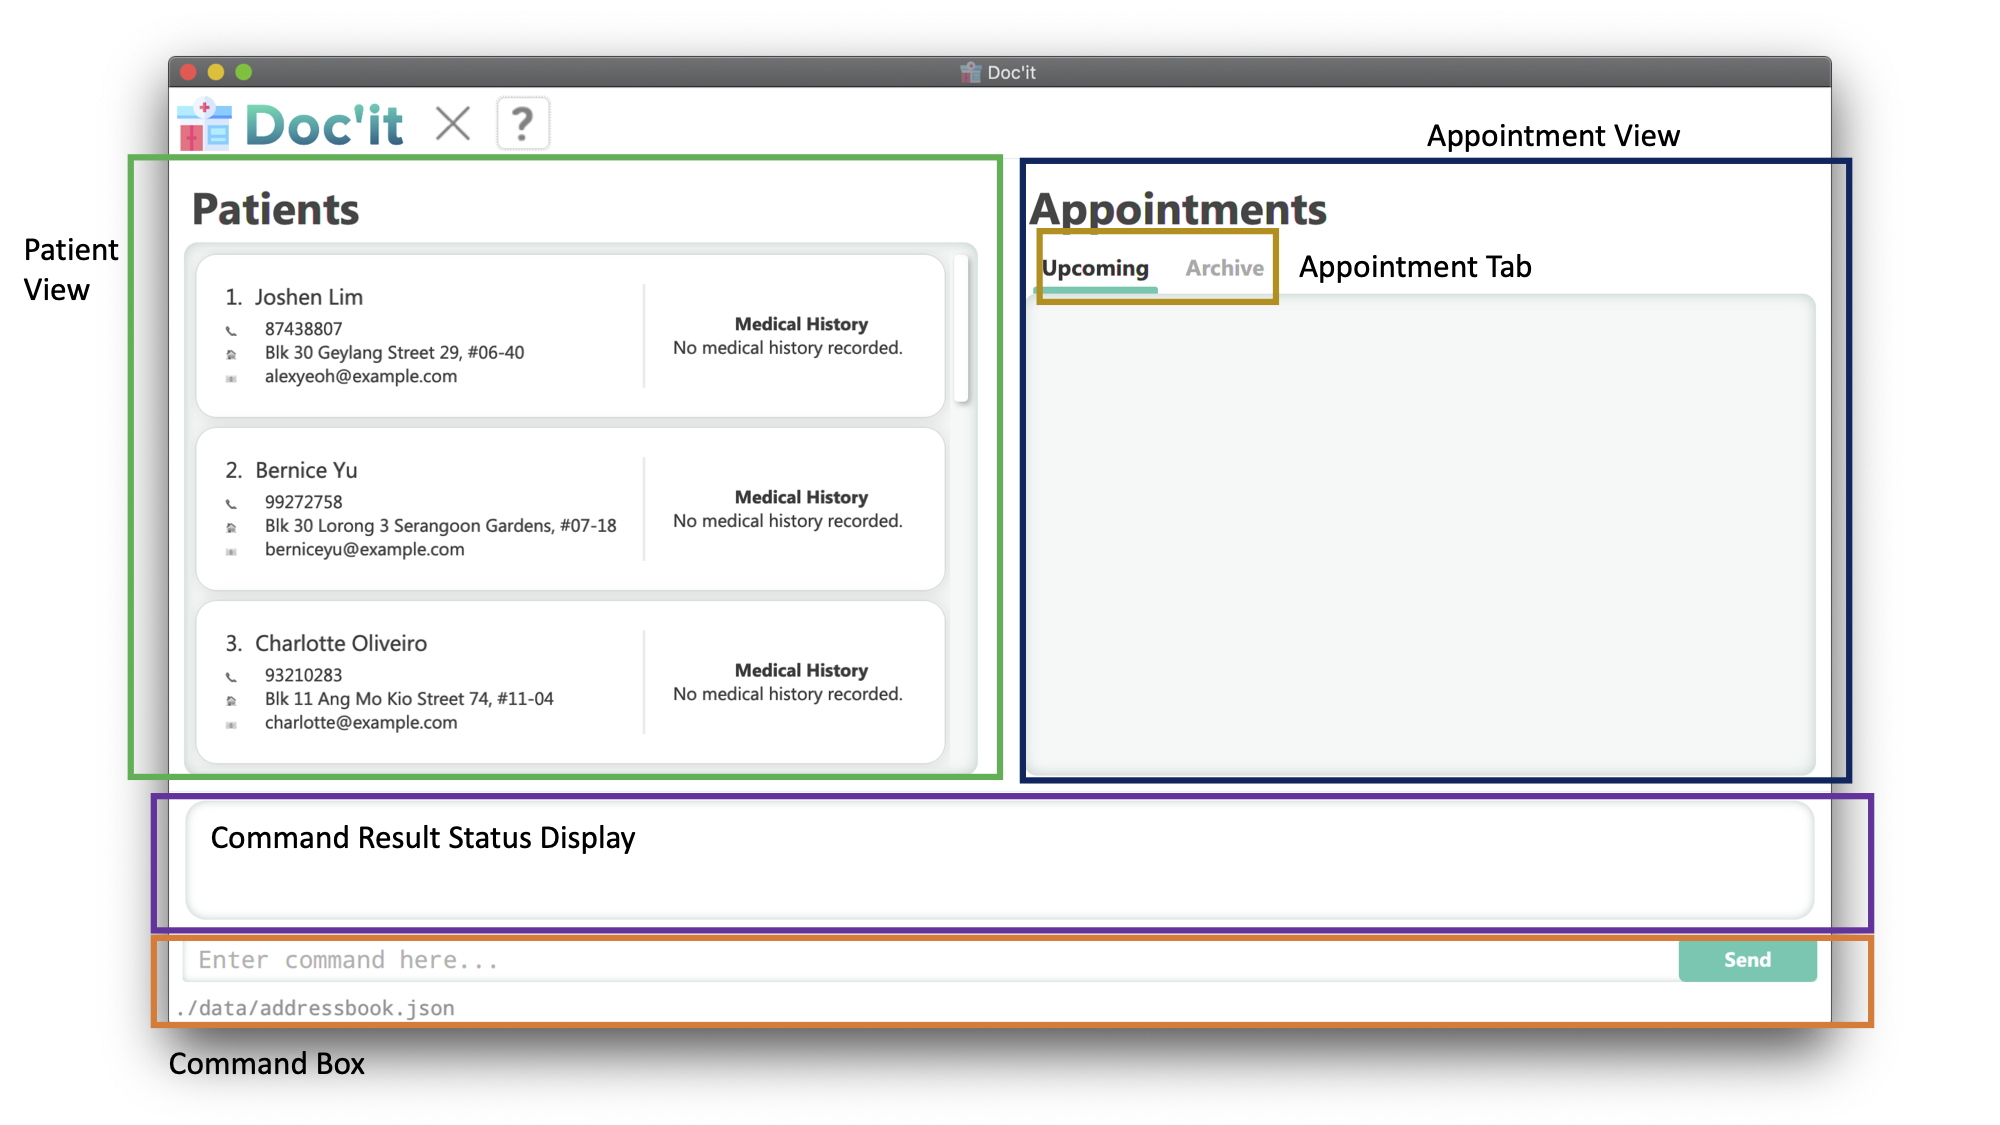 Doc'it
Doc'it
?
Appointment View
Patient
View
Patients
1. Joshen Lim
87438807
Blk 30 Geylang Street 29, #06-40
alexyeoh@example.com
Medical History
No medical history recorded.
2. Bernice Yu
99272758
Blk 30 Lorong 3 Serangoon Gardens, #07-18
berniceyu@example.com
Medical History
No medical history recorded.
3. Charlotte Oliveiro
93210283
Blk 11 Ang Mo Kio Street 74, #11-04
charlotte@example.com
Medical History
No medical history recorded.
Appointments
Upcoming Archive
Appointment Tab
Command Result Status Display
Enter command here...
Send
./data/addressbook.json
Command Box